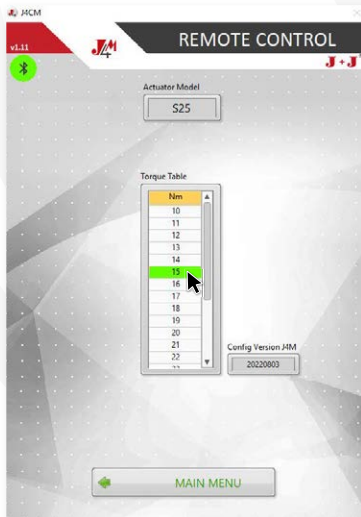 J4CM
v1.11
J4M
REMOTE CONTROL
J+J
Actuator Model
S25
Torque Table
Nm
10
11
12
13
14
15
16
17
18
19
20
21
22
Config Version J4M
20220803
MAIN MENU